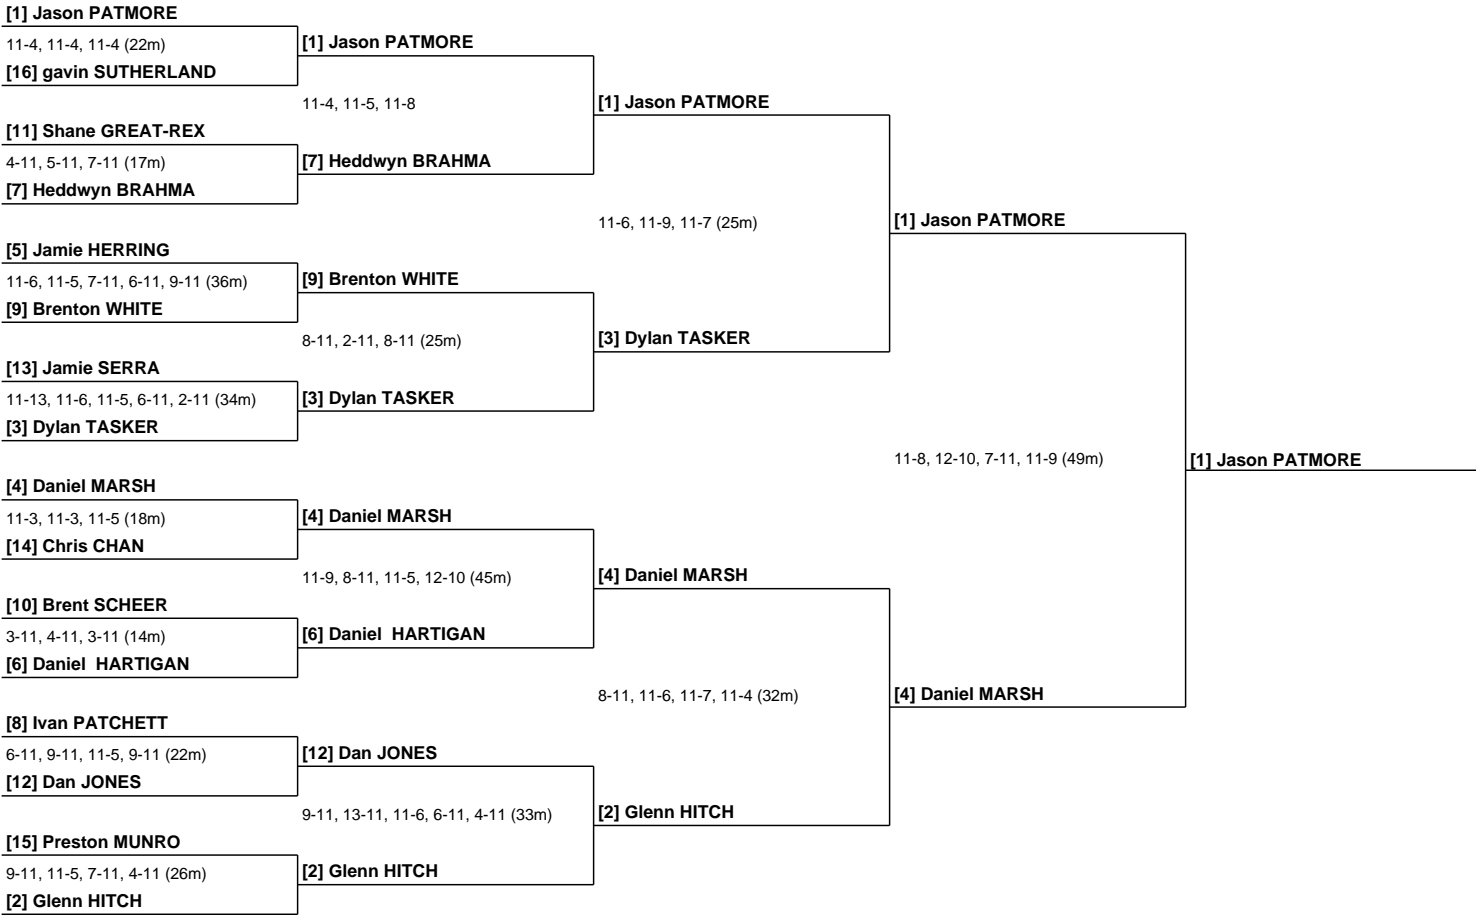 [1] Jason PATMORE
11-4, 11-4, 11-4 (22m)
[16] gavin SUTHERLAND
[11] Shane GREAT-REX
4-11, 5-11, 7-11 (17m)
[7] Heddwyn BRAHMA
[5] Jamie HERRING
11-6, 11-5, 7-11, 6-11, 9-11 (36m)
[9] Brenton WHITE
[13] Jamie SERRA
11-13, 11-6, 11-5, 6-11, 2-11 (34m)
[3] Dylan TASKER
[4] Daniel MARSH
11-3, 11-3, 11-5 (18m)
[14] Chris CHAN
[10] Brent SCHEER
3-11, 4-11, 3-11 (14m)
[6] Daniel  HARTIGAN
[8] Ivan PATCHETT
6-11, 9-11, 11-5, 9-11 (22m)
[12] Dan JONES
[15] Preston MUNRO
9-11, 11-5, 7-11, 4-11 (26m)
[2] Glenn HITCH
[1] Jason PATMORE
11-4, 11-5, 11-8
[7] Heddwyn BRAHMA
[9] Brenton WHITE
8-11, 2-11, 8-11 (25m)
[3] Dylan TASKER
[4] Daniel MARSH
11-9, 8-11, 11-5, 12-10 (45m)
[6] Daniel  HARTIGAN
[12] Dan JONES
9-11, 13-11, 11-6, 6-11, 4-11 (33m)
[2] Glenn HITCH
[1] Jason PATMORE
11-6, 11-9, 11-7 (25m)
[3] Dylan TASKER
[4] Daniel MARSH
8-11, 11-6, 11-7, 11-4 (32m)
[2] Glenn HITCH
[1] Jason PATMORE
11-8, 12-10, 7-11, 11-9 (49m)
[4] Daniel MARSH
[1] Jason PATMORE